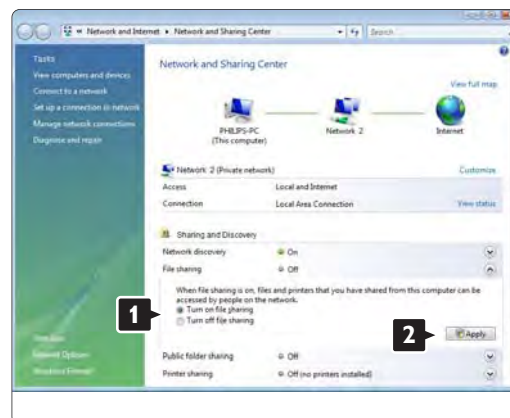 Network and Internet ▸ Network and Sharing Center
Search
Tasks
View computers and devices
Connect to a network
Set up a connection or network
Manage network connections
Diagnose and repair
Network and Sharing Center
View full map
PHILIPS-PC
(This computer)
Network 2
Internet
Network 2 (Private network)
Customize
Access
Local and Internet
Connection
Local Area Connection
View status
Sharing and Discovery
Network discovery
On
File sharing
Off
When file sharing is on, files and printers that you have shared from this computer can be
accessed by people on the network.
1
Turn on file sharing
Turn off file sharing
2
Apply
Public folder sharing
Off
Printer sharing
Off (no printers installed)
Internet Options
Windows Firewall